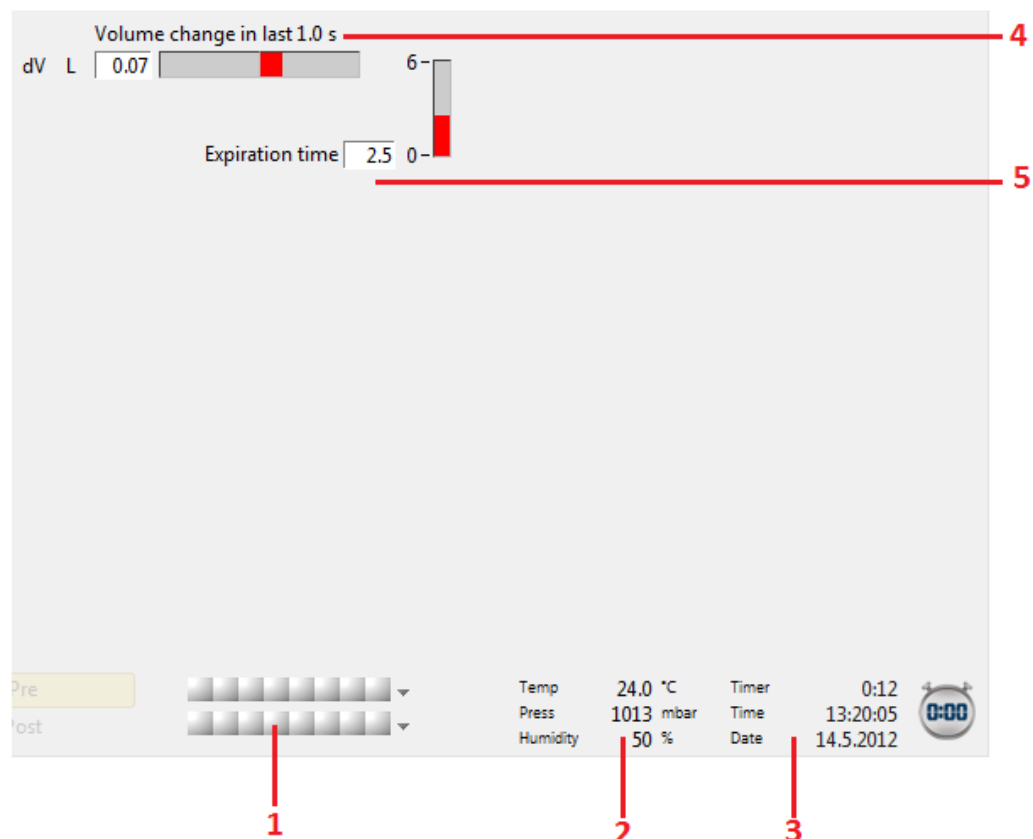 Volume change in last 1.0 s
4
dV L 0.07
6
Expiration time 2.5 0
5
Pre
Post
Temp 24.0 °C Timer 0:12
Press 1013 mbar Time 13:20:05
Humidity 50 % Date 14.5.2012
0:00
1
2
3